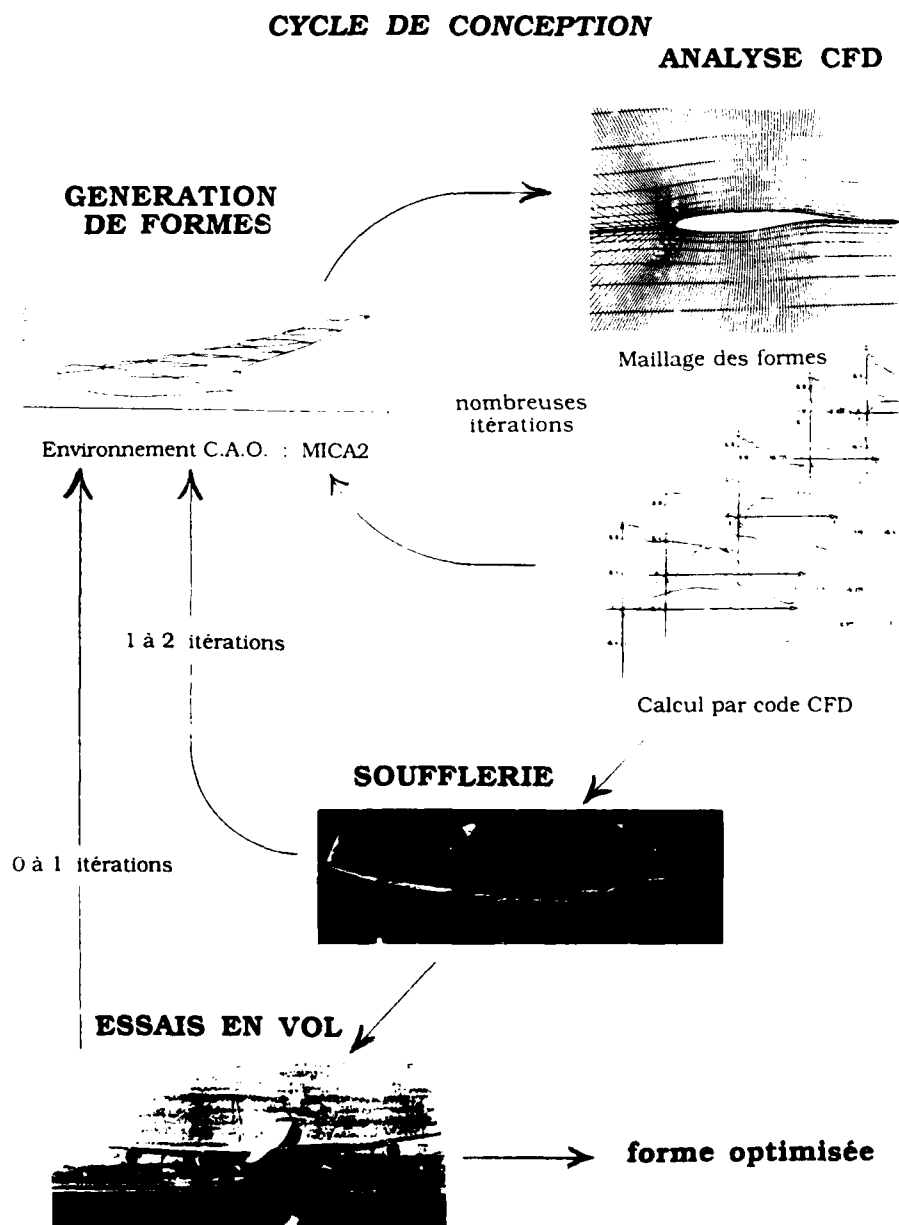 CYCLE DE CONCEPTION
ANALYSE CFD
GENERATION
DE FORMES
Maillage des formes
nombreuses
itérations
Environnement C.A.O. : MICA2
1 à 2 itérations
Calcul par code CFD
SOUFFLERIE
0 à 1 itérations
ESSAIS EN VOL
forme optimisée